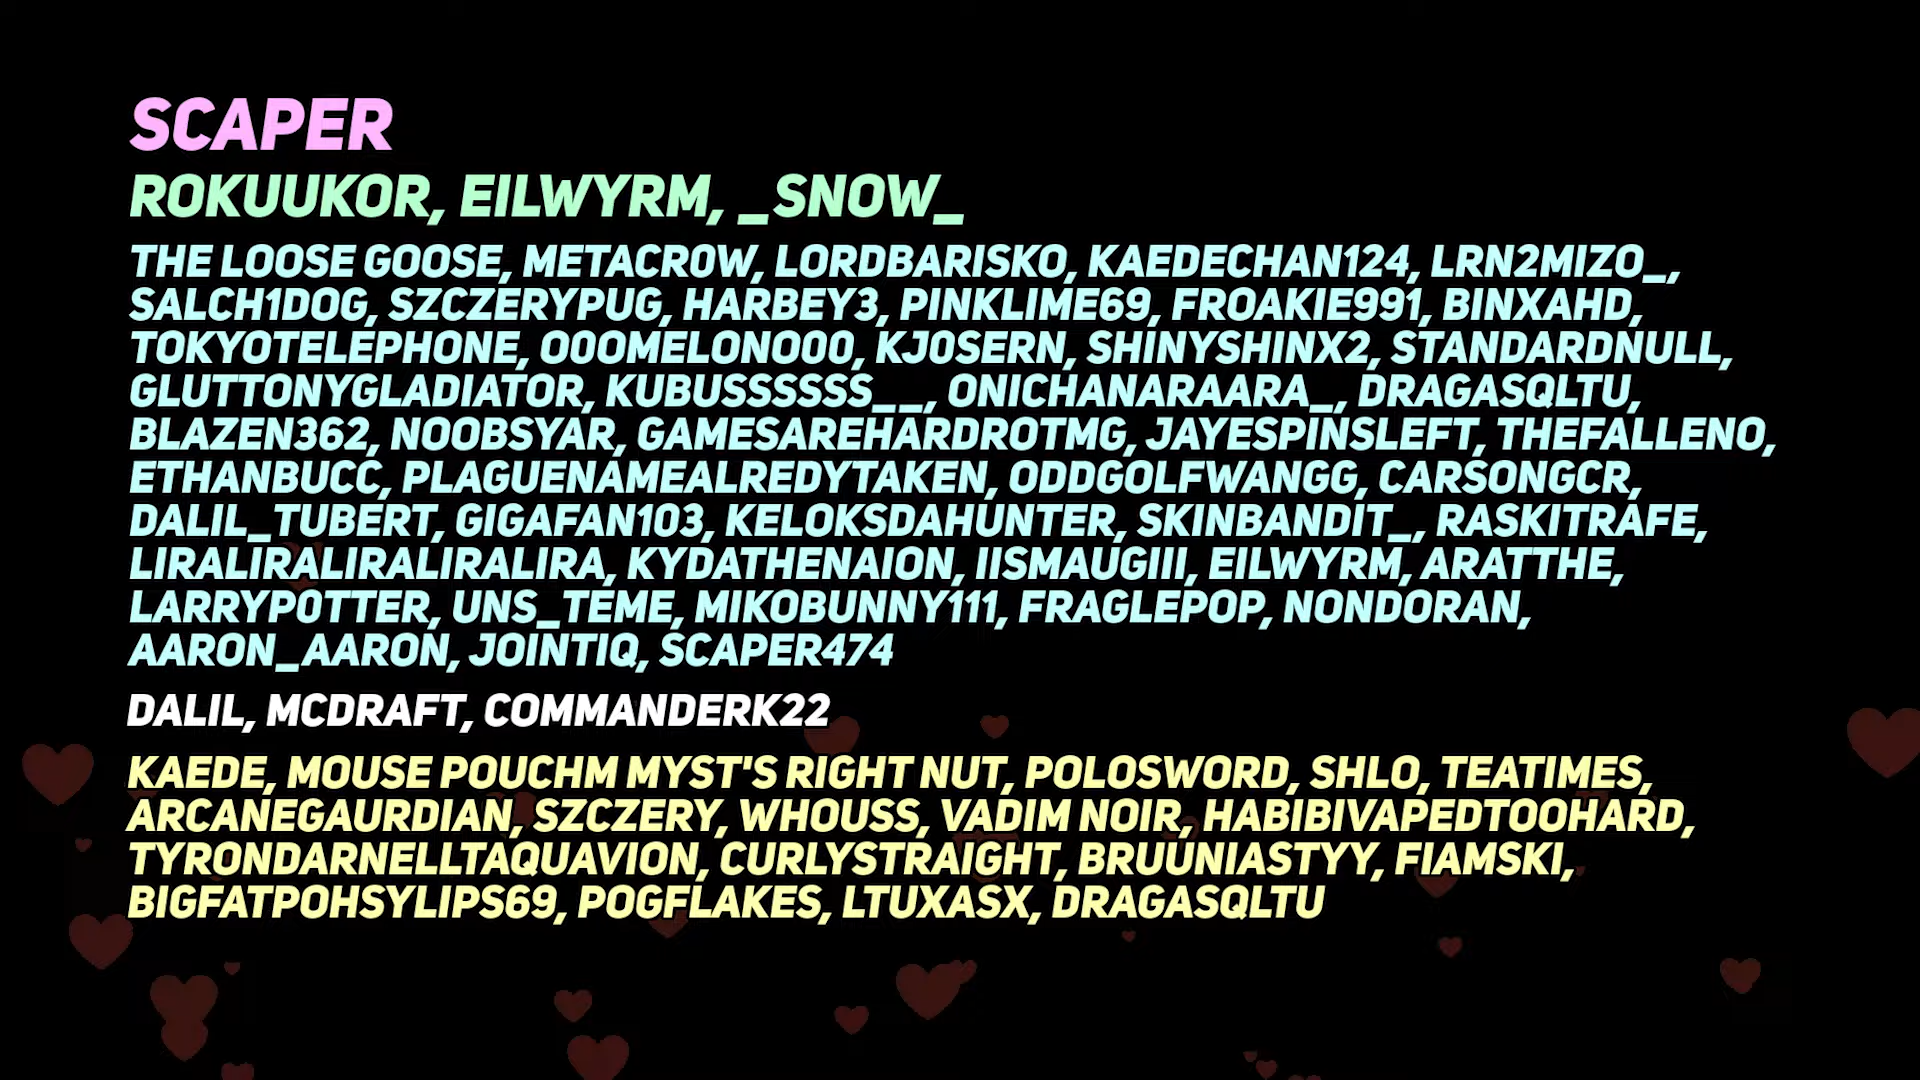 SCAPER
ROKUUKOR, EILWYRM, _SNOW_
THE LOOSE GOOSE, METACR0W, LORDBARISKO, KAEDECHAN124, LRN2MIZO_,
SALCH1DOG, SZCZERYPUG, HARBEY3, PINKLIME69, FROAKIE991, BINXAHD,
TOKYOTELEPHONE, O0OMELONO0O, KJ0SERN, SHINYSHINX2, STANDARDNULL,
GLUTTONYGLADIATOR, KUBUSSSSSS__, ONICHANARAARA_, DRAGASQLTU,
BLAZEN362, NOOBSYAR, GAMESAREHARDROTMG, JAYESPINSLEFT, THEFALLENO,
ETHANBUCC, PLAGUENAMEALREDYTAKEN, ODDGOLFWANGG, CARSONGCR,
DALIL_TUBERT, GIGAFAN103, KELOKSDAHUNTER, SKINBANDIT_, RASKITRAFE,
LIRALIRALIRALIRALIRA, KYDATHENAION, IISMAUGIII, EILWYRM, ARATTHE,
LARRYP0TTER, UNS_TEME, MIKOBUNNY111, FRAGLEPOP, NONDORAN,
AARON_AARON, JOINTIQ, SCAPER474
DALIL, MCDRAFT, COMMANDERK22
KAEDE, MOUSE POUCHM MYST'S RIGHT NUT, POLOSWORD, SHLO, TEATIMES,
ARCANEGAURDIAN, SZCZERY, WHOUSS, VADIM NOIR, HABIBIVAPEDTOOHARD,
TYRONDARNELLTAQUAVION, CURLYSTRAIGHT, BRUUNIASTYY, FIAMSKI,
BIGFATPOHSYLIPS69, POGFLAKES, LTUXASX, DRAGASQLTU